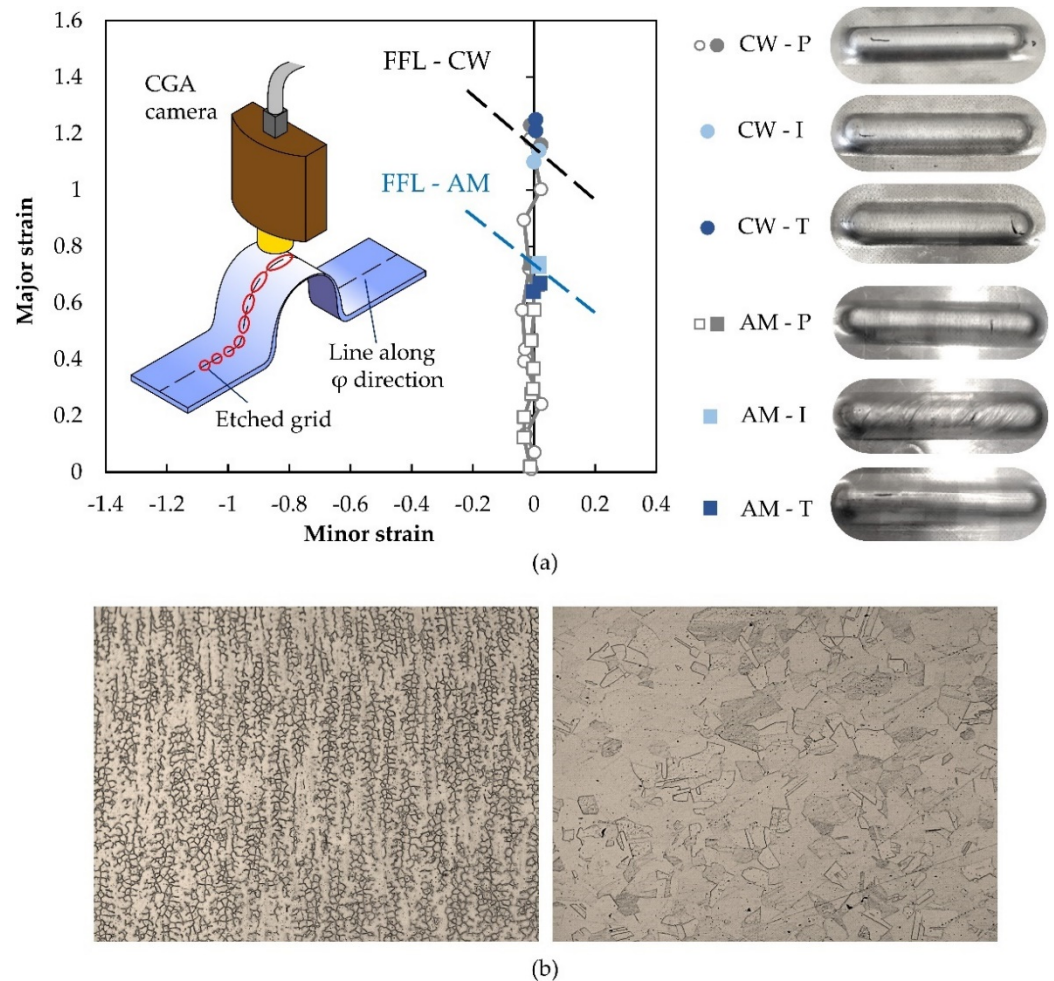 1.6
1.4
1.2
1
0.8
0.6
0.4
0.2
0
Major strain
-1.4
-1.2
-1
-0.8
-0.6
-0.4
-0.2
0
0.2
0.4
Minor strain
CGA
camera
FFL - CW
FFL - AM
Line along
φ direction
Etched grid
CW - P
CW - I
CW - T
AM - P
AM - I
AM - T
(a)
(b)